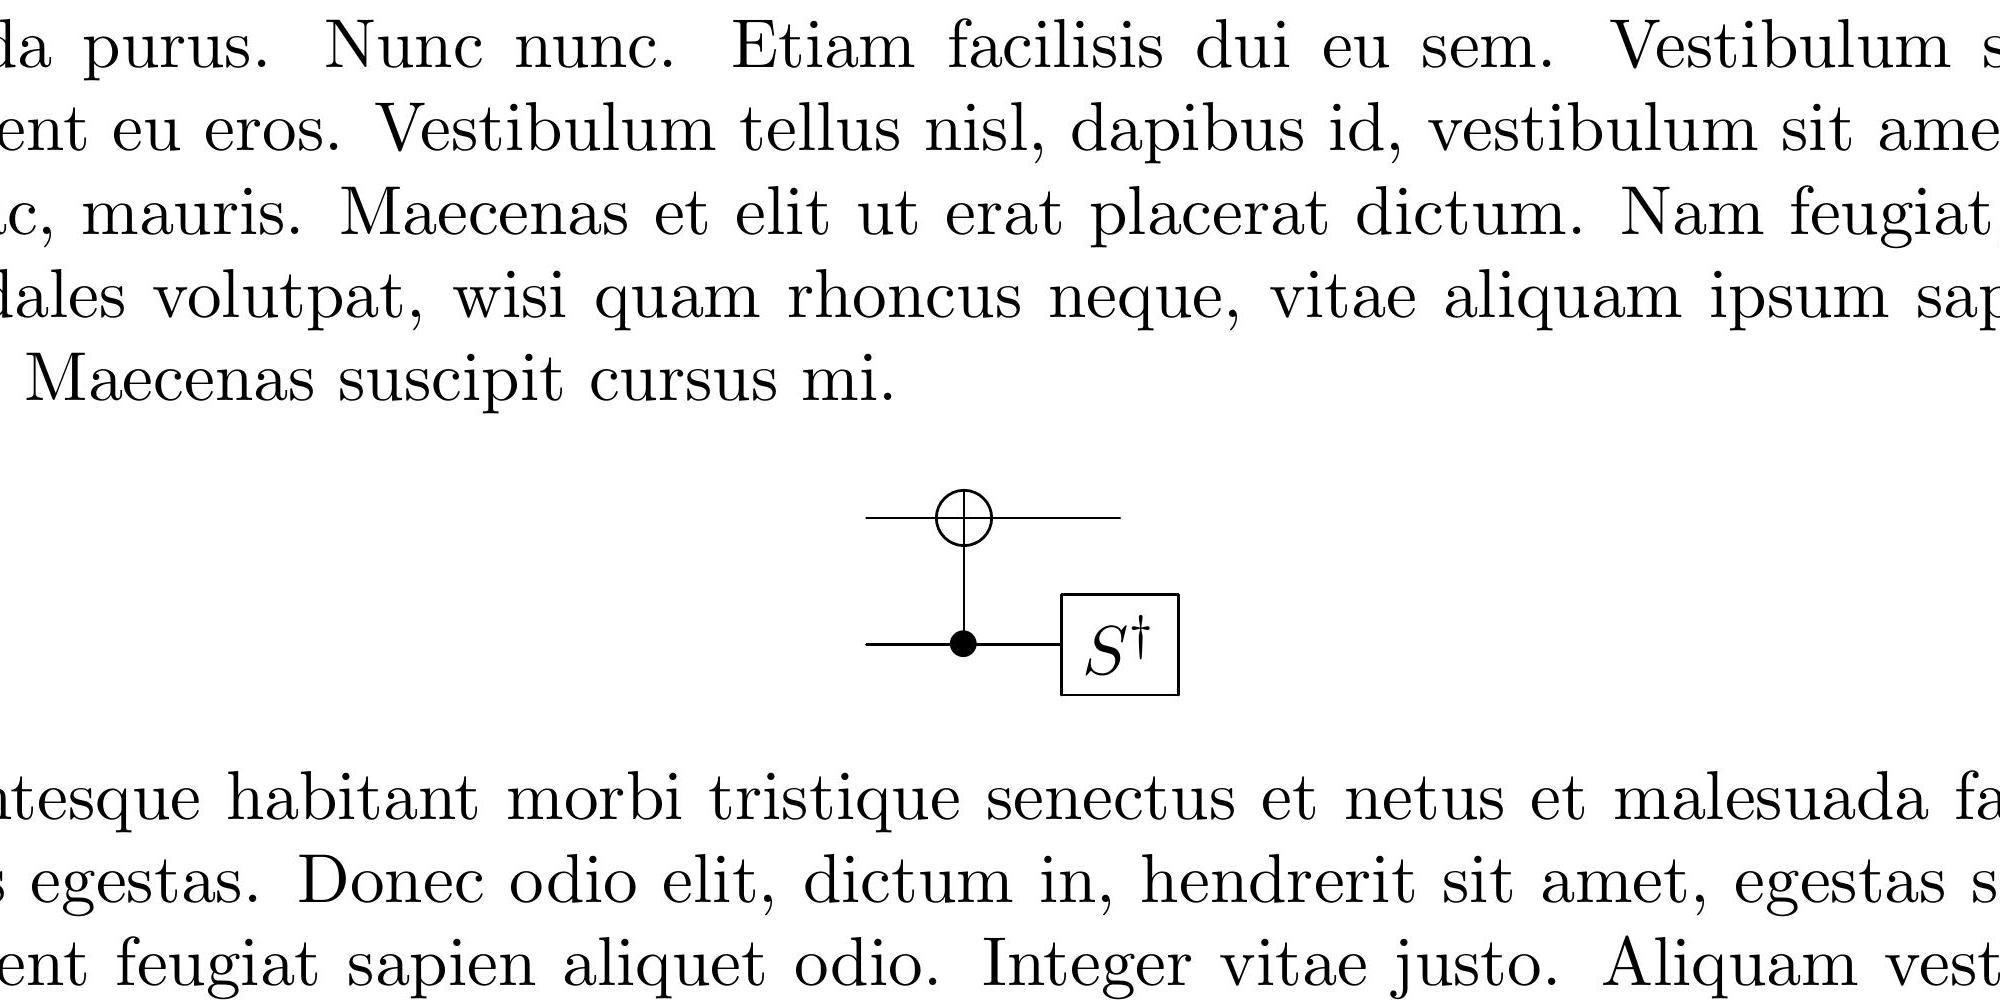 da purus. Nunc nunc. Etiam facilisis dui eu sem. Vestibulum s
ent eu eros. Vestibulum tellus nisl, dapibus id, vestibulum sit ame
c, mauris. Maecenas et elit ut erat placerat dictum. Nam feugiat,
dales volutpat, wisi quam rhoncus neque, vitae aliquam ipsum sap
Maecenas suscipit cursus mi.
S†
ntesque habitant morbi tristique senectus et netus et malesuada fa
s egestas. Donec odio elit, dictum in, hendrerit sit amet, egestas s
ent feugiat sapien aliquet odio. Integer vitae justo. Aliquam vest